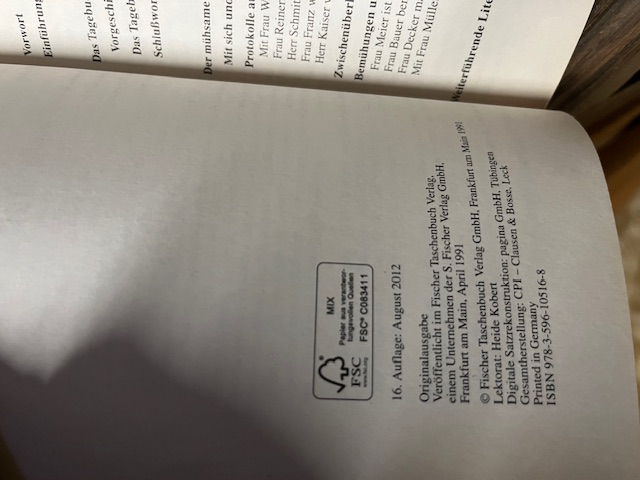 MIX
Papier aus verantwor-
tungsvollen Quellen
FSC® C083411
FSC
www.fsc.org
16. Auflage: August 2012
Originalausgabe
Veröffentlicht im Fischer Taschenbuch Verlag,
einem Unternehmen der S. Fischer Verlag GmbH,
Frankfurt am Main, April 1991
© Fischer Taschenbuch Verlag GmbH, Frankfurt am Main 1991
Lektorat: Heide Kobert
Digitale Satzrekonstruktion: pagina GmbH, Tübingen
Gesamtherstellung: CPI – Clausen & Bosse, Leck
Printed in Germany
ISBN 978-3-596-10516-8
Vorwort
Einführung
Das Tagebu
Vorgeschi
Das Tageb
Schlußwor
Der mühsame
Mit sich und
Protokolle au
Mit Frau W
Frau Reiner
Herr Schmit
Frau Franz w
Herr Kaiser v
Zwischenüberl
Bemühungen u
Frau Meier ist
Frau Bauer ber
Frau Decker m
Mit Frau Mülle
Weiterführende Lite